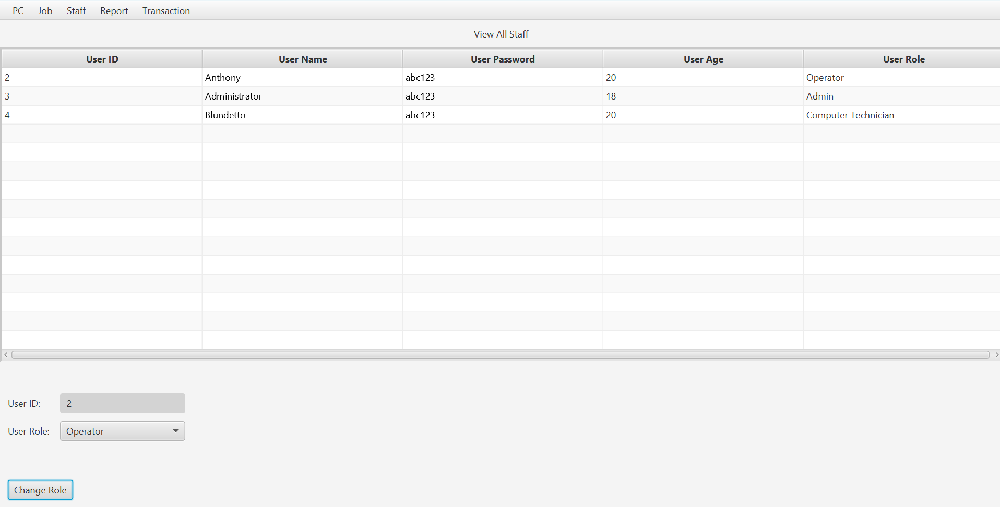 PC Job Staff Report Transaction
View All Staff
User ID User Name User Password User Age User Role
2 Anthony abc123 20 Operator
3 Administrator abc123 18 Admin
4 Blundetto abc123 20 Computer Technician
User ID: 2
User Role: Operator
Change Role